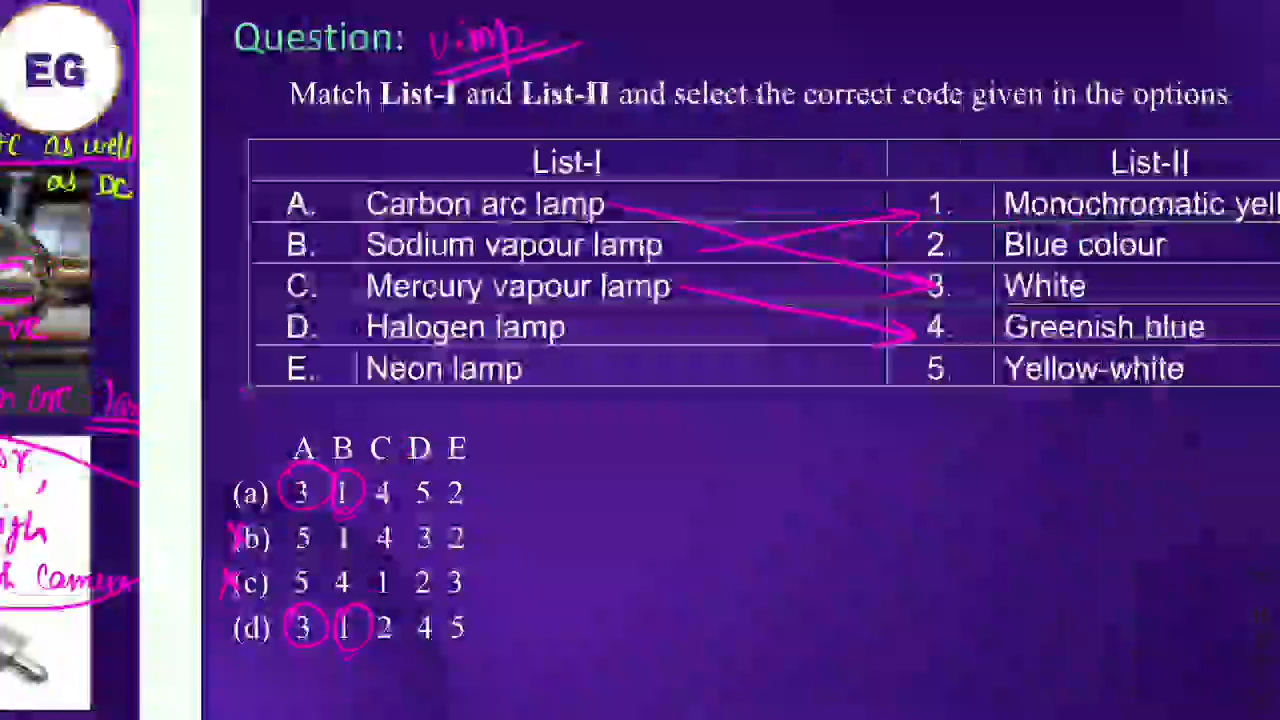 EG
as well
as DC
Question: v.imp
Match List-I and List-II and select the correct code given in the options
List-I List-II
A. Carbon arc lamp 1. Monochromatic yell
B. Sodium vapour lamp 2. Blue colour
C. Mercury vapour lamp 3. White
D. Halogen lamp 4. Greenish blue
E. Neon lamp 5. Yellow-white
A B C D E
(a) 3 1 4 5 2
(b) 5 1 4 3 2
(c) 5 4 1 2 3
(d) 3 1 2 4 5